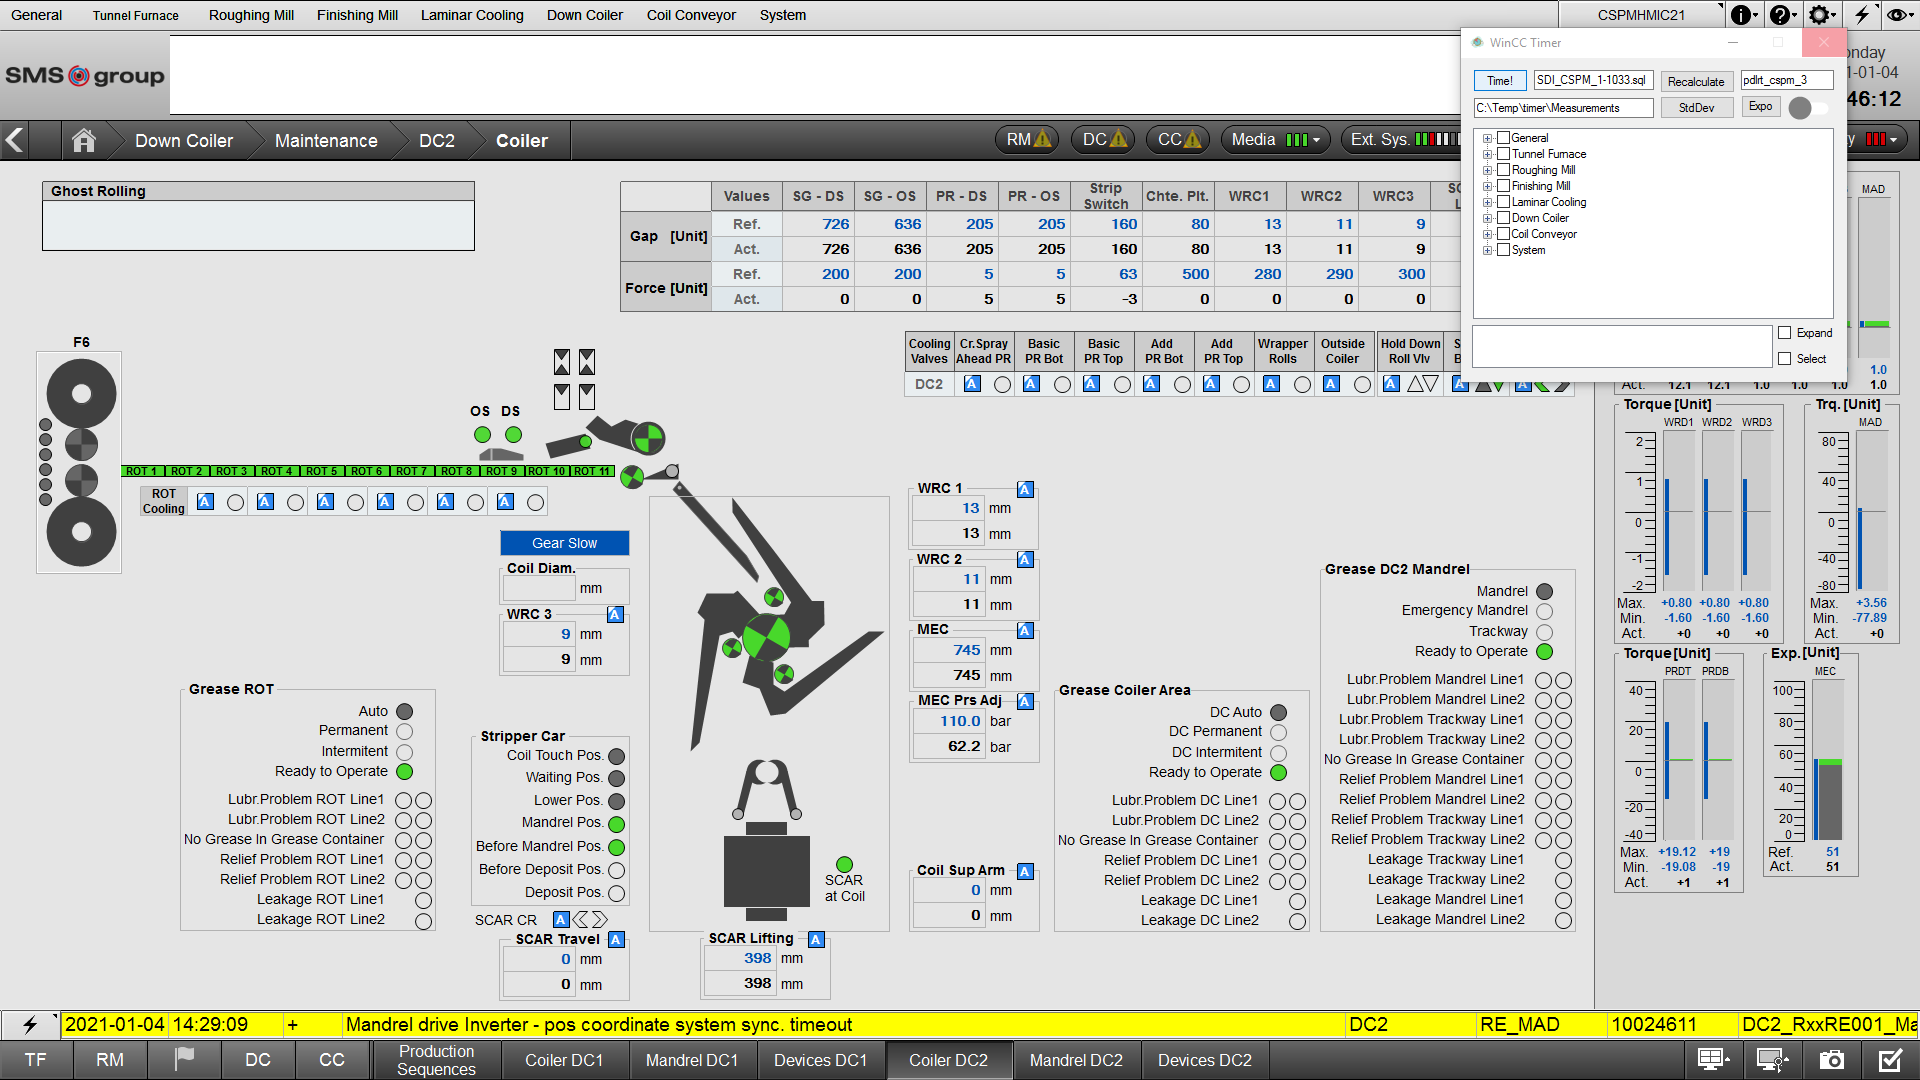 General Tunnel Furnace Roughing Mill Finishing Mill Laminar Cooling Down Coiler Coil Conveyor System CSPMHMIC21
SMS group
Down Coiler Maintenance DC2 Coiler RM DC CC Media Ext. Sys.
onday
1-01-04
46:12
WinCC Timer
Time! SDI_CSPM_1-1033.sql Recalculate pdlrt_cspm_3
C:\Temp\timer\Measurements StdDev Expo
General
Tunnel Furnace
Roughing Mill
Finishing Mill
Laminar Cooling
Down Coiler
Coil Conveyor
System
Expand
Select
Ghost Rolling
Values SG - DS SG - OS PR - DS PR - OS Strip Switch Chte. Plt. WRC1 WRC2 WRC3
Gap [Unit]
Ref. 726 636 205 205 160 80 13 11 9
Act. 726 636 205 205 160 80 13 11 9
Force [Unit]
Ref. 200 200 5 5 63 500 280 290 300
Act. 0 0 5 5 -3 0 0 0 0
Cooling Valves Cr.Spray Ahead PR Basic PR Bot Basic PR Top Add PR Bot Add PR Top Wrapper Rolls Outside Coiler Hold Down Roll Vlv
DC2 A A A A A A A A A A
F6
OS DS
ROT 1 ROT 2 ROT 3 ROT 4 ROT 5 ROT 6 ROT 7 ROT 8 ROT 9 ROT 10 ROT 11
ROT Cooling A A A A A A
Gear Slow
Coil Diam.
mm
WRC 3 A
9 mm
9 mm
WRC 1 A
13 mm
13 mm
WRC 2 A
11 mm
11 mm
MEC A
745 mm
745 mm
MEC Prs Adj A
110.0 bar
62.2 bar
Coil Sup Arm A
0 mm
0 mm
Grease ROT
Auto
Permanent
Intermitent
Ready to Operate
Lubr.Problem ROT Line1
Lubr.Problem ROT Line2
No Grease In Grease Container
Relief Problem ROT Line1
Relief Problem ROT Line2
Leakage ROT Line1
Leakage ROT Line2
Stripper Car
Coil Touch Pos.
Waiting Pos.
Lower Pos.
Mandrel Pos.
Before Mandrel Pos.
Before Deposit Pos.
Deposit Pos.
SCAR CR A
SCAR Travel A
0 mm
0 mm
SCAR at Coil
SCAR Lifting A
398 mm
398 mm
Grease Coiler Area
DC Auto
DC Permanent
DC Intermitent
Ready to Operate
Lubr.Problem DC Line1
Lubr.Problem DC Line2
No Grease In Grease Container
Relief Problem DC Line1
Relief Problem DC Line2
Leakage DC Line1
Leakage DC Line2
Grease DC2 Mandrel
Mandrel
Emergency Mandrel
Trackway
Ready to Operate
Lubr.Problem Mandrel Line1
Lubr.Problem Mandrel Line2
Lubr.Problem Trackway Line1
Lubr.Problem Trackway Line2
No Grease In Grease Container
Relief Problem Mandrel Line1
Relief Problem Mandrel Line2
Relief Problem Trackway Line1
Relief Problem Trackway Line2
Leakage Trackway Line1
Leakage Trackway Line2
Leakage Mandrel Line1
Leakage Mandrel Line2
MAD
1.0
Act. 12.1 12.1 1.0 1.0 1.0 1.0
Torque [Unit]
WRD1 WRD2 WRD3
2
1
0
-1
-2
Max. +0.80 +0.80 +0.80
Min. -1.60 -1.60 -1.60
Act. +0 +0 +0
Trq. [Unit]
MAD
80
40
0
-40
-80
Max. +3.56
Min. -77.89
Act. +0
Torque [Unit]
PRDT PRDB
40
20
0
-20
-40
Max. +19.12 +19
Min. -19.08 -19
Act. +1 +1
Exp. [Unit]
MEC
100
80
60
40
20
0
Ref. 51
Act. 51
2021-01-04 14:29:09 + Mandrel drive Inverter - pos coordinate system sync. timeout DC2 RE_MAD 10024611 DC2_RxxRE001_Ma
TF RM DC CC Production Sequences Coiler DC1 Mandrel DC1 Devices DC1 Coiler DC2 Mandrel DC2 Devices DC2